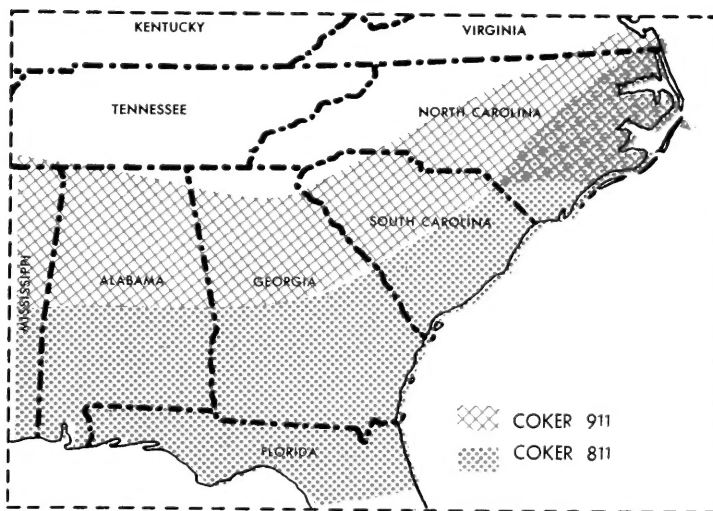 KENTUCKY
VIRGINIA
TENNESSEE
NORTH CAROLINA
SOUTH CAROLINA
MISSISSIPPI
ALABAMA
GEORGIA
FLORIDA
COKER 911
COKER 811